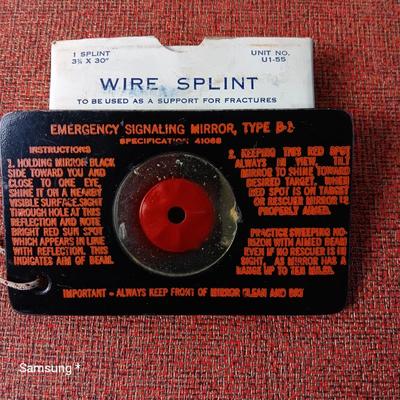 1 SPLINT
3¾ X 30"
UNIT NO.
U1-55
WIRE SPLINT
TO BE USED AS A SUPPORT FOR FRACTURES
EMERGENCY SIGNALING MIRROR, TYPE B-1
SPECIFICATION 41068
INSTRUCTIONS
1. HOLDING MIRROR BLACK
SIDE TOWARD YOU AND
CLOSE TO ONE EYE,
SHINE IT ON NEARBY
VISIBLE SURFACE, SIGHT
THROUGH HOLE AT THIS
REFLECTION AND NOTE
BRIGHT RED SUN SPOT
WHICH APPEARS IN LINE
WITH REFLECTION. THIS
INDICATES AIM OF BEAM.
2. KEEPING THIS RED SPOT
ALWAYS IN VIEW, TILT
MIRROR TO SHINE TOWARD
DESIRED TARGET, WHEN
RED SPOT IS ON TARGET
OR RESCUER MIRROR IS
PROPERLY AIMED.
PRACTICE SWEEPING HO-
RIZON WITH AIMED BEAM
EVEN IF NO RESCUER IS IN
SIGHT, AS MIRROR HAS A
RANGE UP TO TEN MILES.
IMPORTANT - ALWAYS KEEP FRONT OF MIRROR CLEAN AND DRY
Samsung